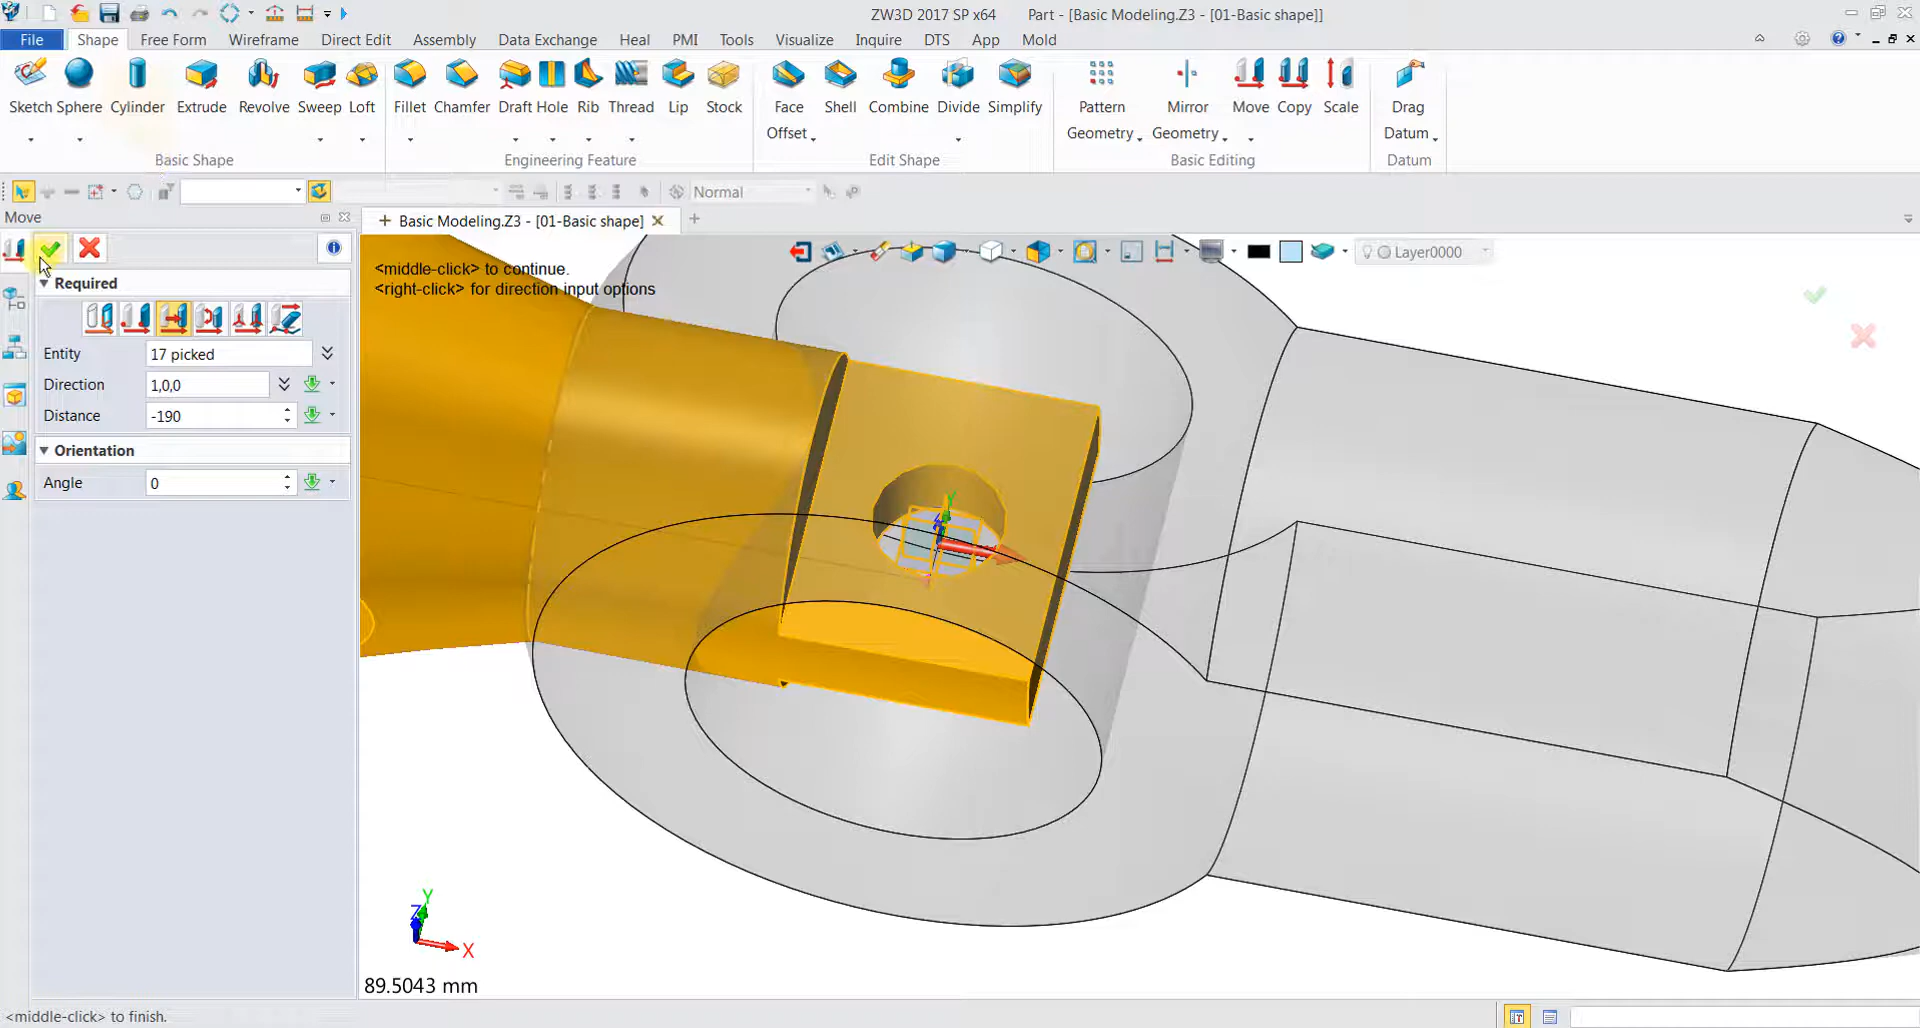 ZW3D 2017 SP x64 Part - [Basic Modeling.Z3 - [01-Basic shape]]
File Shape Free Form Wireframe Direct Edit Assembly Data Exchange Heal PMI Tools Visualize Inquire DTS App Mold
Sketch Sphere Cylinder Extrude Revolve Sweep Loft Fillet Chamfer Draft Hole Rib Thread Lip Stock Face Offset Shell Combine Divide Simplify Pattern Geometry Mirror Geometry Move Copy Scale Drag Datum
Basic Shape Engineering Feature Edit Shape Basic Editing Datum
Normal
Move
Basic Modeling.Z3 - [01-Basic shape]
<middle-click> to continue.
<right-click> for direction input options
Layer0000
Required
Entity 17 picked
Direction 1,0,0
Distance -190
Orientation
Angle 0
Y
Z
Y
Z
X
89.5043 mm
<middle-click> to finish.